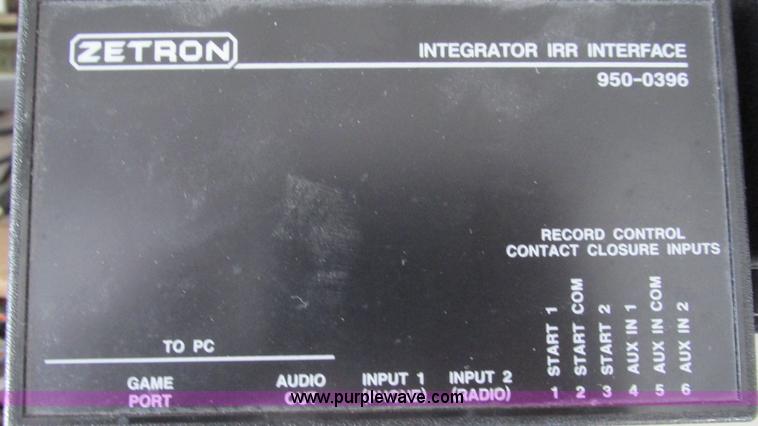 ZETRON
INTEGRATOR IRR INTERFACE
950-0396
RECORD CONTROL
CONTACT CLOSURE INPUTS
START 1
START COM
START 2
AUX IN 1
AUX IN COM
AUX IN 2
TO PC
GAME PORT
AUDIO
INPUT 1
INPUT 2 (RADIO)
1 2 3 4 5 6
www.purplewave.com